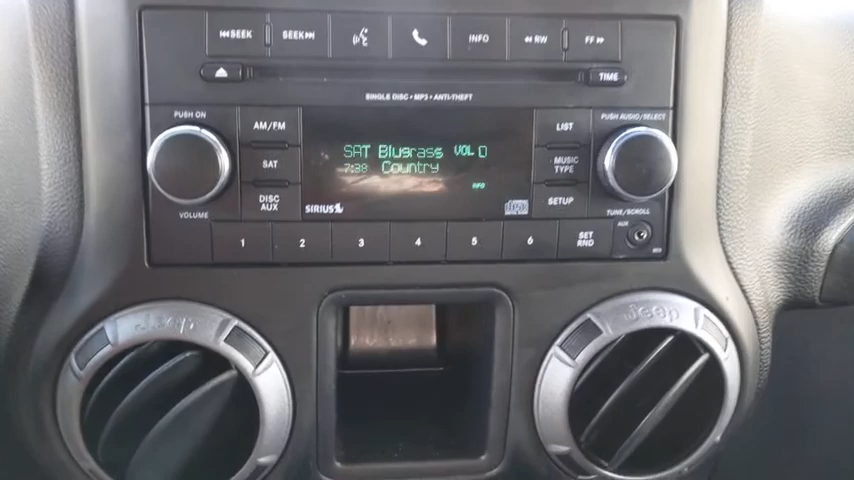 ⏮SEEK SEEK⏭ INFO ◂◂ RW FF ▸▸
TIME
SINGLE DISC • MP3 • ANTI-THEFT
PUSH ON
PUSH AUDIO/SELECT
AM/FM
LIST
SAT Blugrass VOL 0
7:38 Country
SAT
MUSIC
TYPE
INFO
DISC
AUX
SETUP
SIRIUS
VOLUME
TUNE/SCROLL
1 2 3 4 5 6 SET
RND
AUX
Jeep Jeep